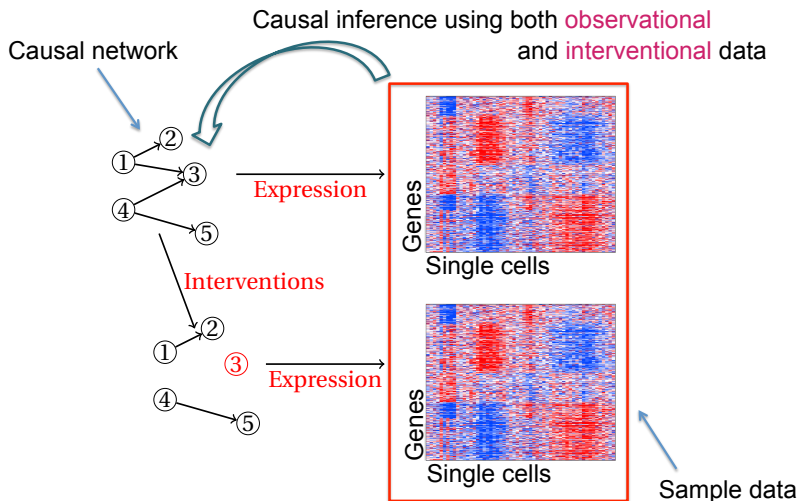 Causal inference using both observational
and interventional data
Causal network
②
①
③
Expression
④
⑤
Genes
Single cells
Interventions
②
①
③
Expression
④
⑤
Genes
Single cells
Sample data